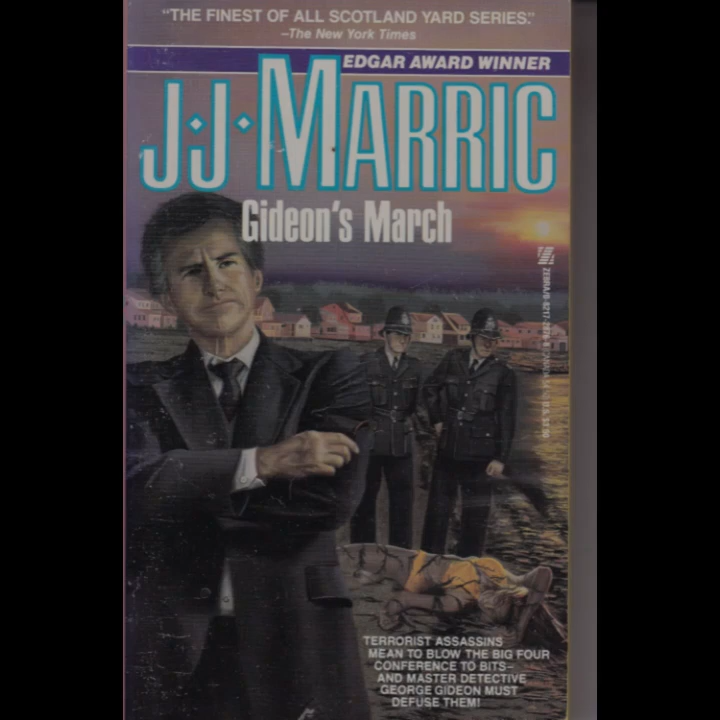 "THE FINEST OF ALL SCOTLAND YARD SERIES."
–The New York Times
EDGAR AWARD WINNER
J·J·MARRIC
Gideon's March
TERRORIST ASSASSINS
MEAN TO BLOW THE BIG FOUR
CONFERENCE TO BITS–
AND MASTER DETECTIVE
GEORGE GIDEON MUST
DEFUSE THEM!